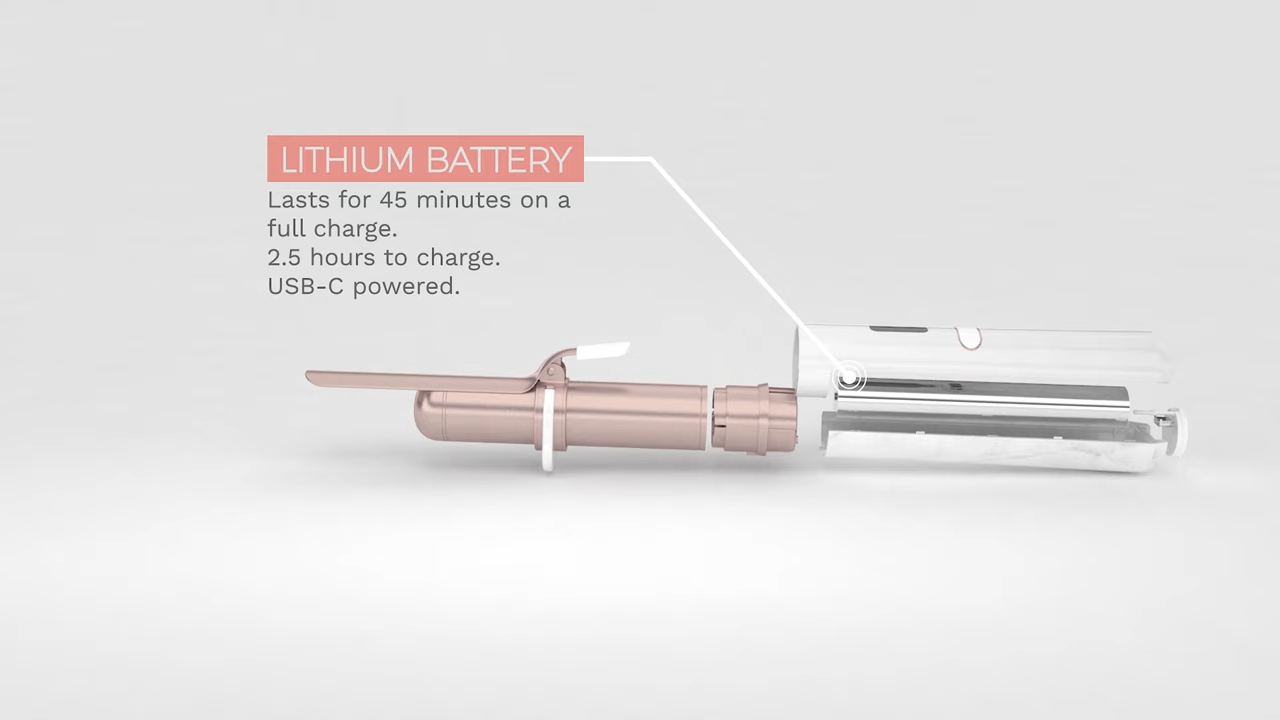 LITHIUM BATTERY
Lasts for 45 minutes on a
full charge.
2.5 hours to charge.
USB-C powered.